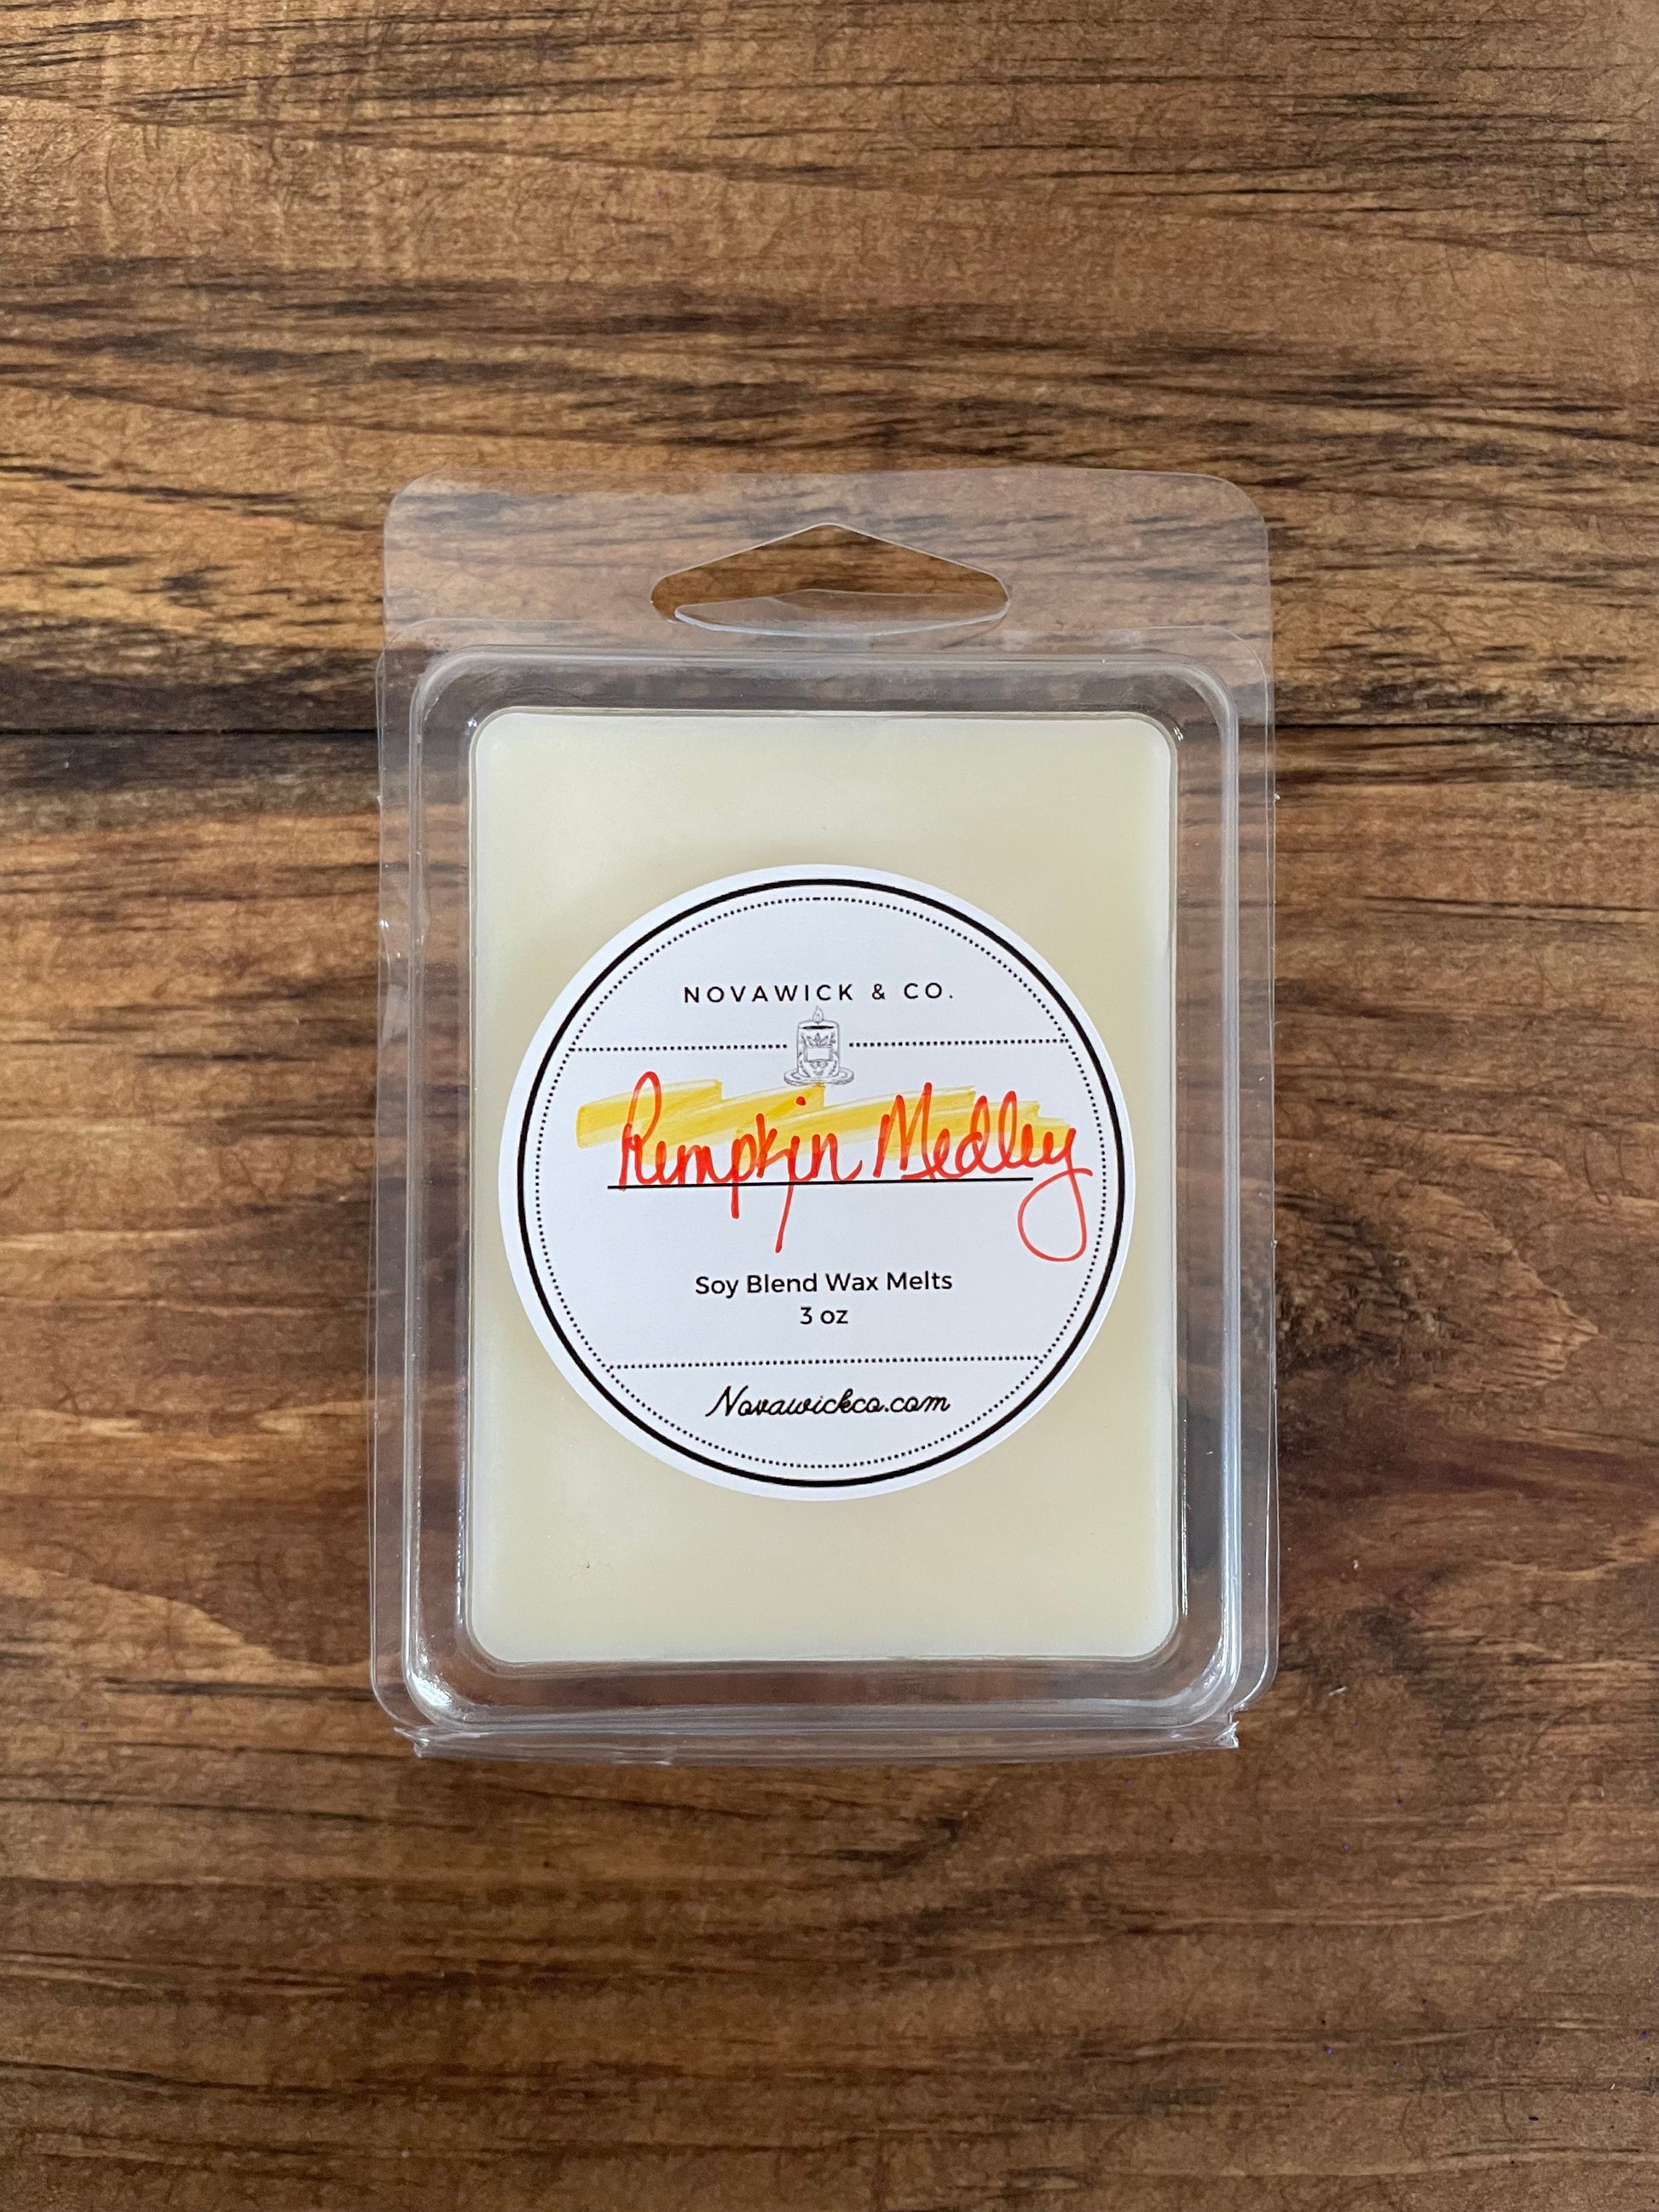 NOVAWICK & CO.
Pumpkin Medley
Soy Blend Wax Melts
3 oz
Novawickco.com